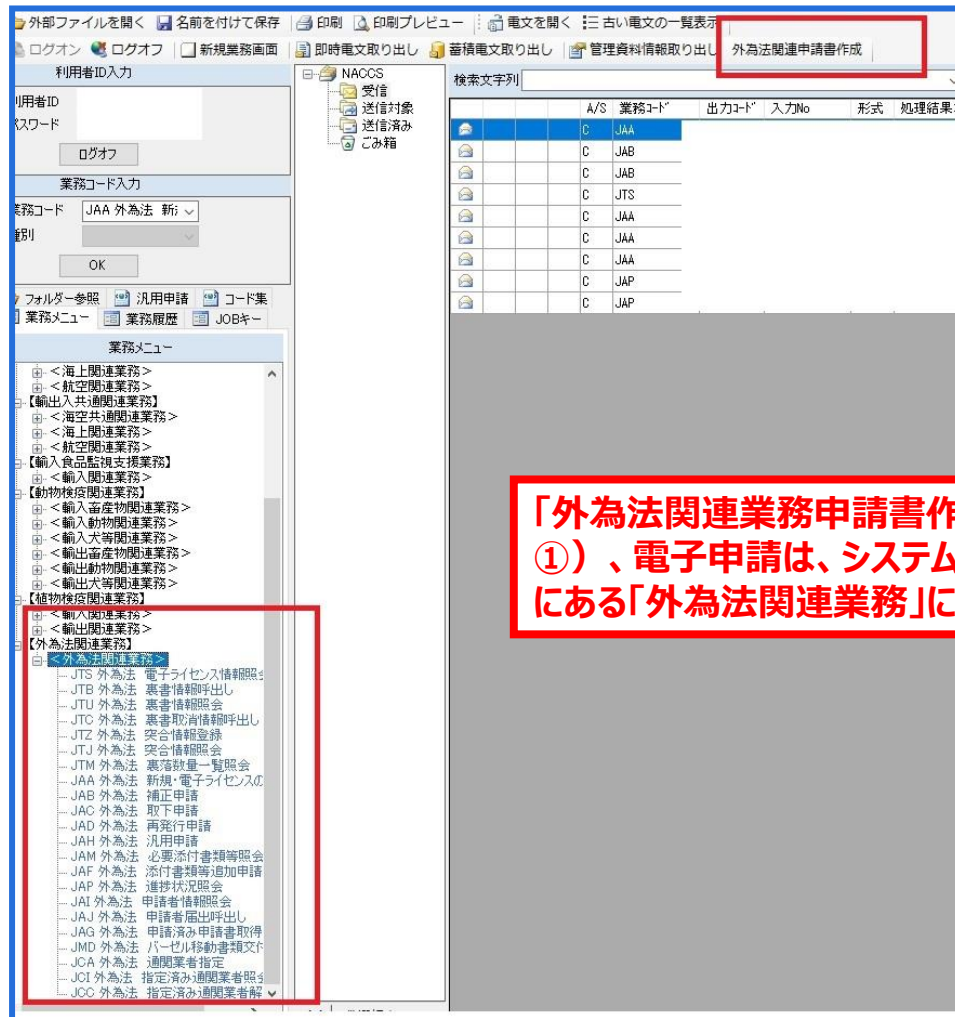 外部ファイルを開く 名前を付けて保存 印刷 印刷プレビュー 電文を開く 古い電文の一覧表示
ログオン ログオフ 新規業務画面 即時電文取り出し 蓄積電文取り出し 管理資料情報取り出し 外為法関連申請書作成
利用者ID入力
利用者ID
パスワード
ログオフ
業務コード入力
業務コード JAA 外為法 新
種別
OK
フォルダー参照 汎用申請 コード集
業務メニュー 業務履歴 JOBキー
業務メニュー
<海上関連業務>
<航空関連業務>
【輸出入共通関連業務】
<海空共通関連業務>
<海上関連業務>
<航空関連業務>
【輸入食品監視支援業務】
<輸入関連業務>
【動物検疫関連業務】
<輸入畜産物関連業務>
<輸入動物関連業務>
<輸入犬等関連業務>
<輸出畜産物関連業務>
<輸出動物関連業務>
<輸出犬等関連業務>
【植物検疫関連業務】
<輸入関連業務>
<輸出関連業務>
【外為法関連業務】
<外為法関連業務>
JTS 外為法 電子ライセンス情報照
JTB 外為法 裏書情報呼出し
JTU 外為法 裏書情報照会
JTC 外為法 裏書取消情報呼出し
JTZ 外為法 突合情報登録
JTJ 外為法 突合情報照会
JTM 外為法 裏落数量一覧照会
JAA 外為法 新規・電子ライセンスの
JAB 外為法 補正申請
JAC 外為法 取下申請
JAD 外為法 再発行申請
JAH 外為法 汎用申請
JAM 外為法 必要添付書類等照会
JAF 外為法 添付書類等追加申請
JAP 外為法 進捗状況照会
JAI 外為法 申請者情報照会
JAJ 外為法 申請者届出呼出し
JAG 外為法 申請済み申請書取得
JMD 外為法 バーゼル移動書類交付
JCA 外為法 通関業者指定
JCI 外為法 指定済み通関業者照
JCC 外為法 指定済み通関業者解
NACCS
受信
送信対象
送信済み
ごみ箱
検索文字列
A/S 業務コード 出力コード 入力No 形式 処理結果
C JAA
C JAB
C JAB
C JTS
C JAA
C JAA
C JAA
C JAP
C JAP
「外為法関連業務申請書作
①）、電子申請は、システム
にある「外為法関連業務」に